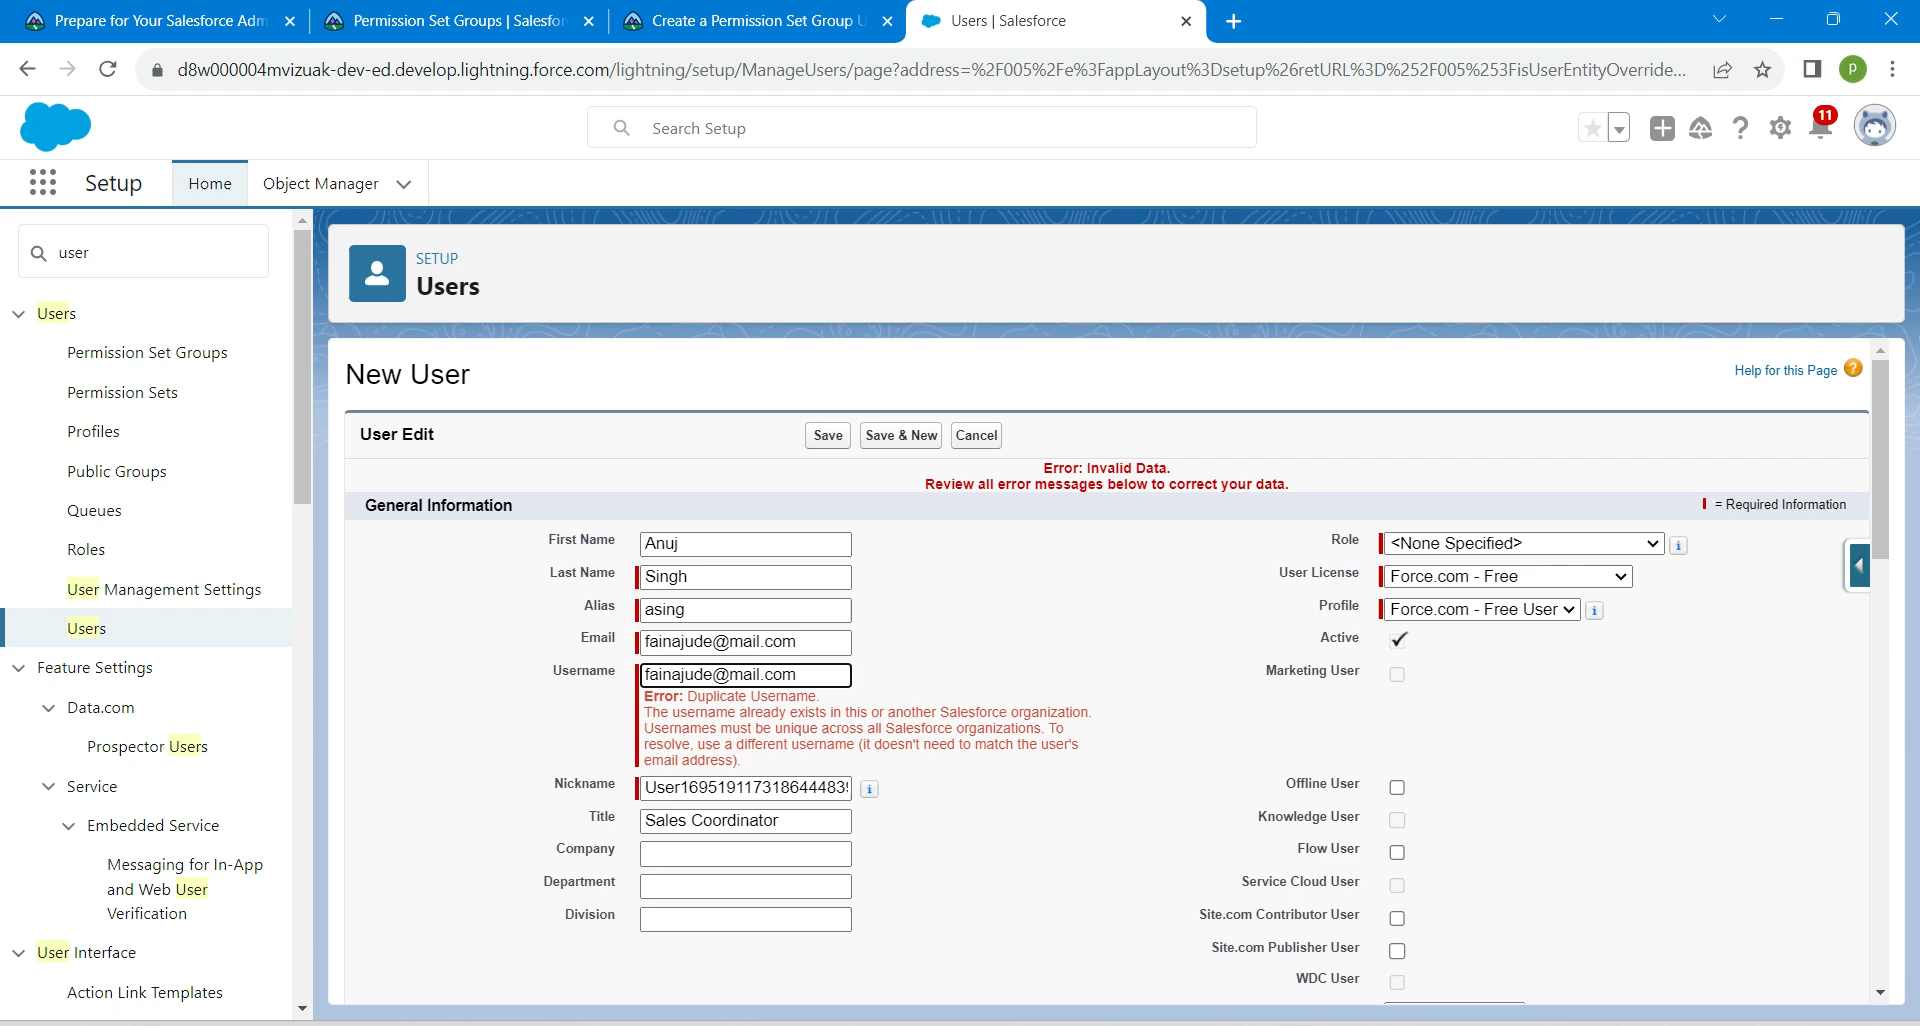 Prepare for Your Salesforce Adm
Permission Set Groups | Salesfor
Create a Permission Set Group U
Users | Salesforce
d8w000004mvizuak-dev-ed.develop.lightning.force.com/lightning/setup/ManageUsers/page?address=%2F005%2Fe%3FappLayout%3Dsetup%26retURL%3D%252F005%253FisUserEntityOverride...
P
Search Setup
?
11
Setup
Home
Object Manager
user
Users
Permission Set Groups
Permission Sets
Profiles
Public Groups
Queues
Roles
User Management Settings
Users
Feature Settings
Data.com
Prospector Users
Service
Embedded Service
Messaging for In-App
and Web User
Verification
User Interface
Action Link Templates
SETUP
Users
New User
Help for this Page ?
User Edit
Save
Save & New
Cancel
Error: Invalid Data.
Review all error messages below to correct your data.
General Information
= Required Information
First Name Anuj
Last Name Singh
Alias asing
Email fainajude@mail.com
Username fainajude@mail.com
Error: Duplicate Username.
The username already exists in this or another Salesforce organization.
Usernames must be unique across all Salesforce organizations. To
resolve, use a different username (it doesn't need to match the user's
email address).
Nickname User169519117318644483
Title Sales Coordinator
Company
Department
Division
Role <None Specified>
User License Force.com - Free
Profile Force.com - Free User
Active
Marketing User
Offline User
Knowledge User
Flow User
Service Cloud User
Site.com Contributor User
Site.com Publisher User
WDC User